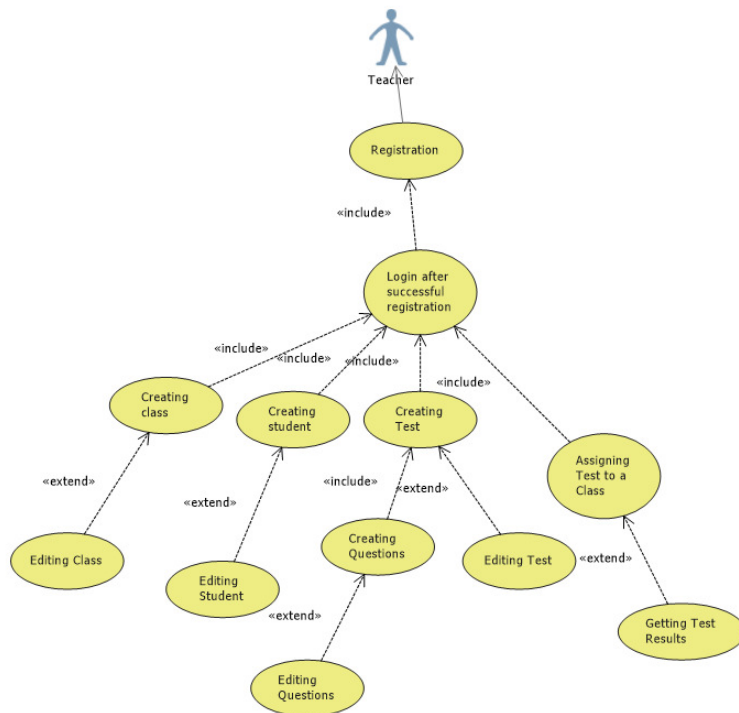 Teacher
Registration
«include»
Login after
successful
registration
«include»
«include»
«include»
«include»
Creating
class
Creating
student
Creating
Test
Assigning
Test to a
Class
«extend»
«extend»
«include»
«extend»
Editing Class
Editing
Student
Creating
Questions
Editing Test
«extend»
«extend»
Editing
Questions
Getting Test
Results